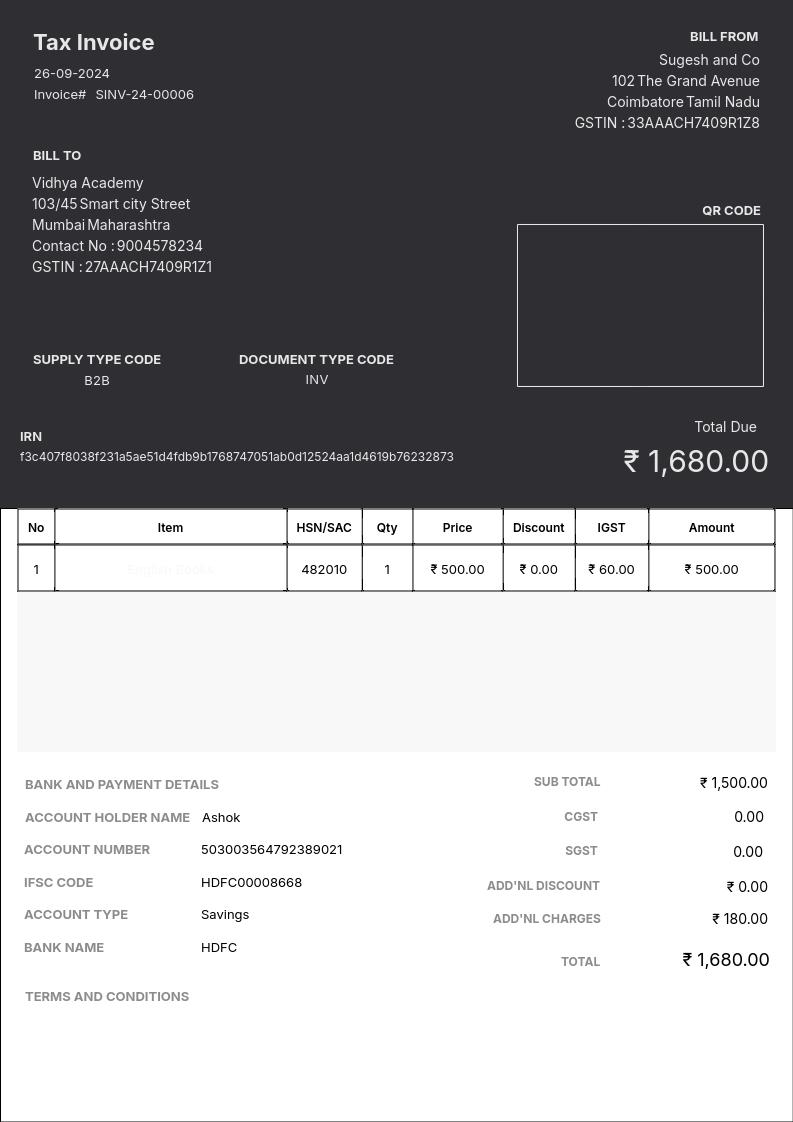 Tax Invoice
26-09-2024
Invoice# SINV-24-00006
BILL FROM
Sugesh and Co
102 The Grand Avenue
Coimbatore Tamil Nadu
GSTIN : 33AAACH7409R1Z8
BILL TO
Vidhya Academy
103/45 Smart city Street
Mumbai Maharashtra
Contact No : 9004578234
GSTIN : 27AAACH7409R1Z1
QR CODE
SUPPLY TYPE CODE DOCUMENT TYPE CODE
B2B INV
IRN
f3c407f8038f231a5ae51d4fdb9b1768747051ab0d12524aa1d4619b76232873
Total Due
₹ 1,680.00
No Item HSN/SAC Qty Price Discount IGST Amount
1 English Books 482010 1 ₹ 500.00 ₹ 0.00 ₹ 60.00 ₹ 500.00
BANK AND PAYMENT DETAILS
ACCOUNT HOLDER NAME Ashok
ACCOUNT NUMBER 503003564792389021
IFSC CODE HDFC00008668
ACCOUNT TYPE Savings
BANK NAME HDFC
SUB TOTAL ₹ 1,500.00
CGST 0.00
SGST 0.00
ADD'NL DISCOUNT ₹ 0.00
ADD'NL CHARGES ₹ 180.00
TOTAL ₹ 1,680.00
TERMS AND CONDITIONS